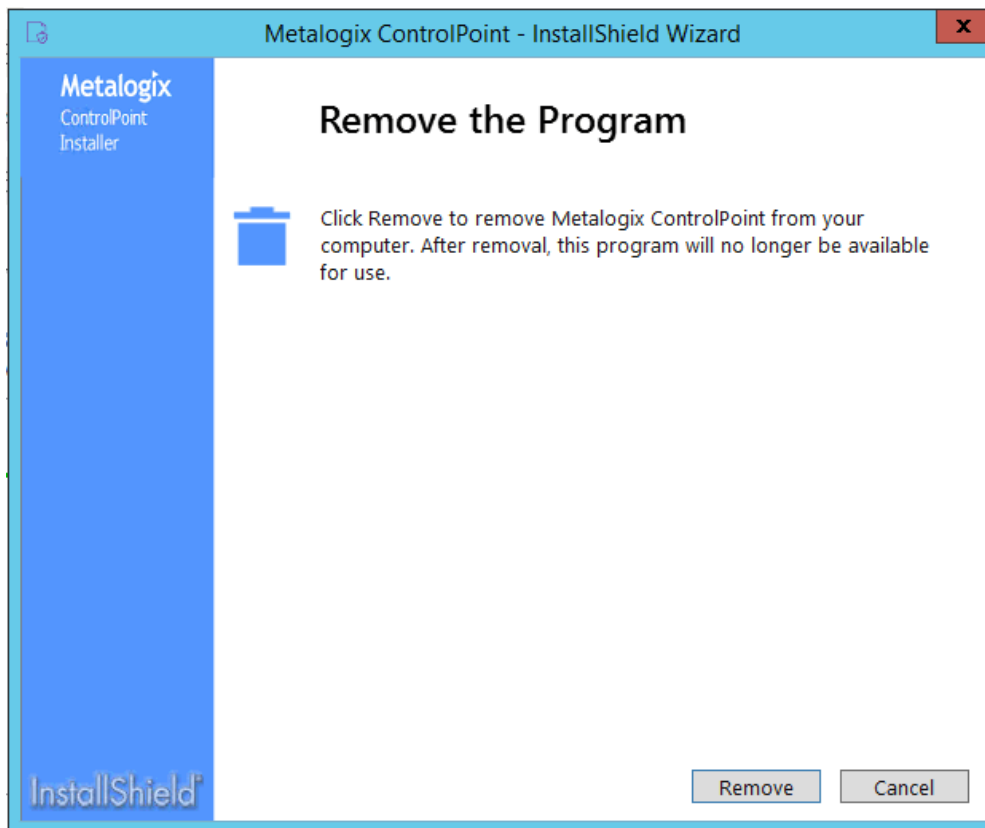 Metalogix ControlPoint - InstallShield Wizard
x
Metalogix
ControlPoint
Installer
Remove the Program
Click Remove to remove Metalogix ControlPoint from your
computer. After removal, this program will no longer be available
for use.
InstallShield®
Remove
Cancel